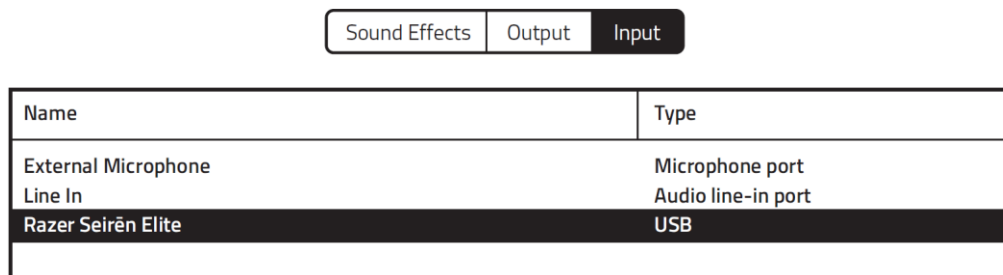 Sound Effects Output Input
Name Type
External Microphone Microphone port
Line In Audio line-in port
Razer Seirēn Elite USB